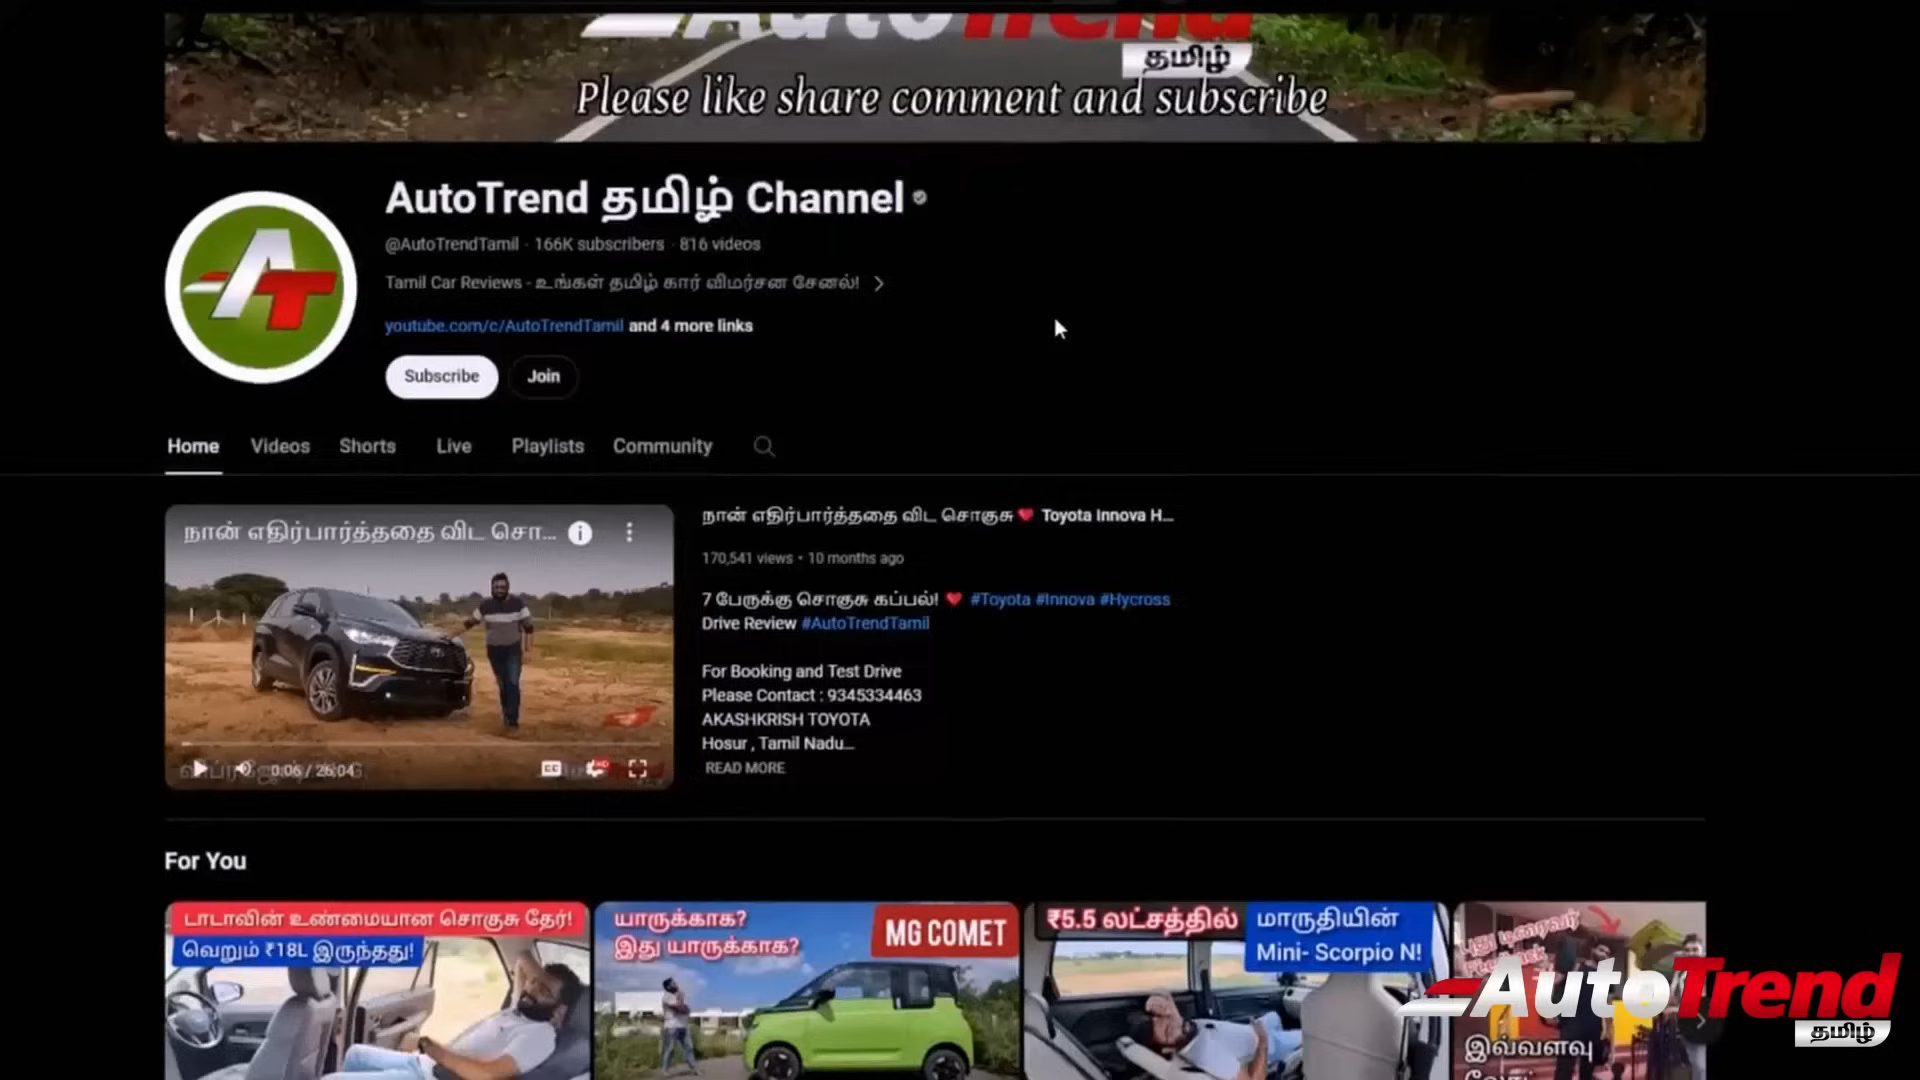 AutoTrend
தமிழ்
Please like share comment and subscribe
AutoTrend தமிழ் Channel
@AutoTrendTamil · 166K subscribers · 816 videos
Tamil Car Reviews - உங்கள் தமிழ் கார் விமர்சன சேனல்!
youtube.com/c/AutoTrendTamil and 4 more links
Subscribe
Join
Home
Videos
Shorts
Live
Playlists
Community
நான் எதிர்பார்த்ததை விட சொ...
0:06 / 26:04
CC
HD
நான் எதிர்பார்த்ததை விட சொகுசு ❤️ Toyota Innova H...
170,541 views • 10 months ago
7 பேருக்கு சொகுசு கப்பல்! ❤️ #Toyota #Innova #Hycross
Drive Review #AutoTrendTamil
For Booking and Test Drive
Please Contact : 9345334463
AKASHKRISH TOYOTA
Hosur , Tamil Nadu...
READ MORE
For You
டாடாவின் உண்மையான சொகுசு தேர்!
வெறும் ₹18L இருந்தது!
யாருக்காக?
இது யாருக்காக?
MG COMET
₹5.5 லட்சத்தில்
மாருதியின்
Mini- Scorpio N!
இவ்வளவு
AutoTrend
தமிழ்